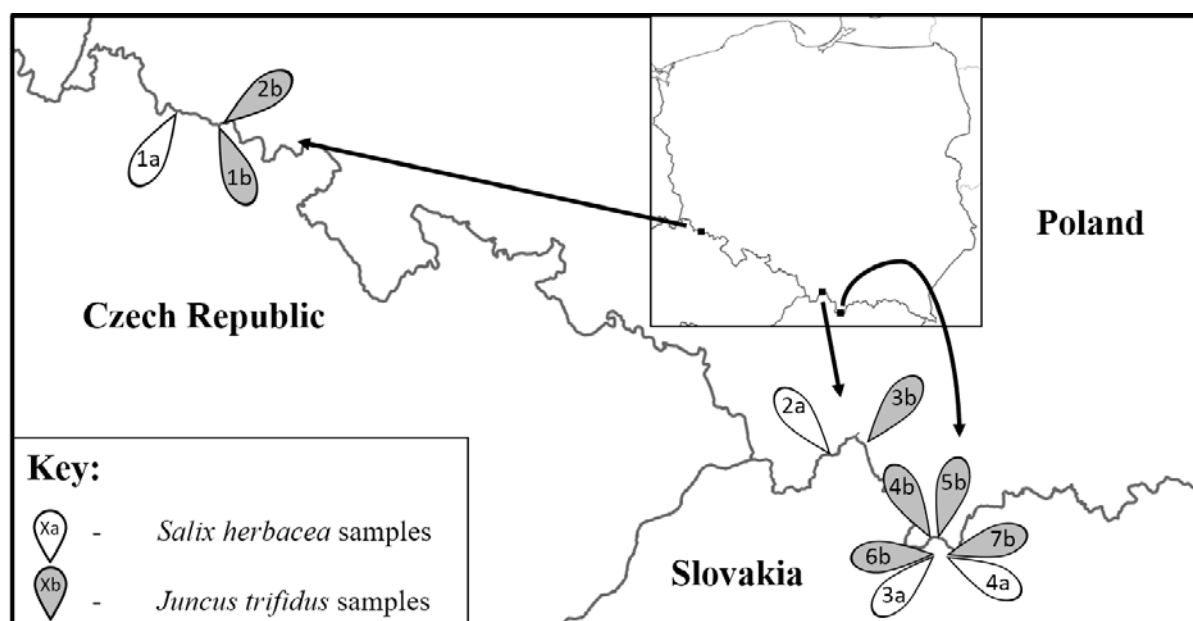 2b
1a
1b
Poland
Czech Republic
2a
3b
4b
5b
6b
7b
3a
4a
Slovakia
Key:
Xa - Salix herbacea samples
Xb - Juncus trifidus samples